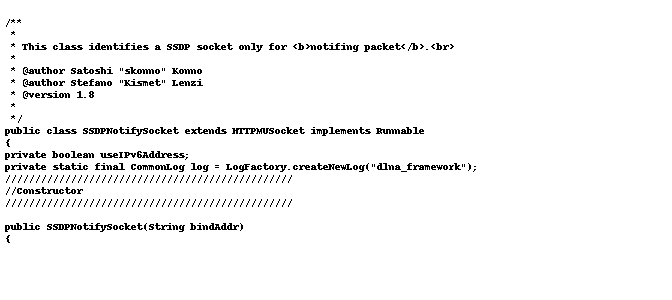 /**
 *
 * This class identifies a SSDP socket only for <b>notifing packet</b>.<br>
 *
 * @author Satoshi "skonno" Konno
 * @author Stefano "Kismet" Lenzi
 * @version 1.8
 *
 */
public class SSDPNotifySocket extends HTTPMUSocket implements Runnable
{
private boolean useIPv6Address;
private static final CommonLog log = LogFactory.createNewLog("dlna_framework");
////////////////////////////////////////////////
//Constructor
////////////////////////////////////////////////
public SSDPNotifySocket(String bindAddr)
{